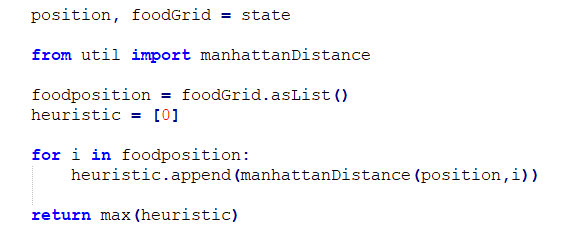 position, foodGrid = state
from util import manhattanDistance
foodposition = foodGrid.asList()
heuristic = [0]
for i in foodposition:
    heuristic.append(manhattanDistance(position,i))
return max(heuristic)